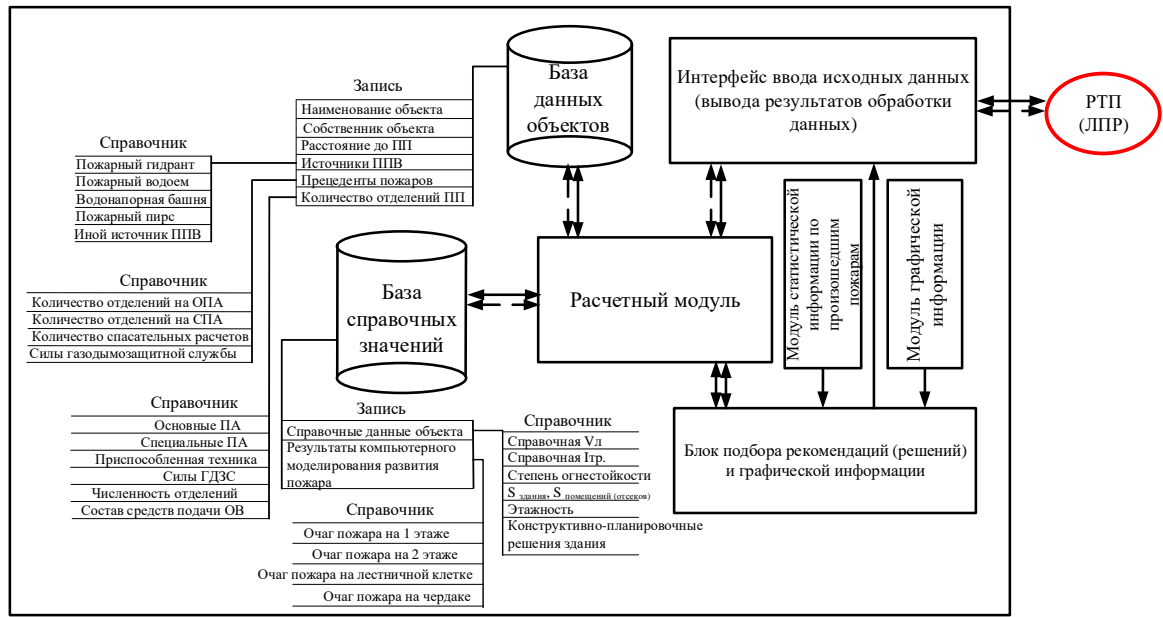 База
данных
объектов
Интерфейс ввода исходных данных
(вывода результатов обработки
данных)
РТП
(ЛПР)
Запись
Наименование объекта
Собственник объекта
Расстояние до ПП
Источники ППВ
Прецеденты пожаров
Количество отделений ПП
Справочник
Пожарный гидрант
Пожарный водоем
Водонапорная башня
Пожарный пирс
Иной источник ППВ
Справочник
Количество отделений на ОПА
Количество отделений на СПА
Количество спасательных расчетов
Силы газодымозащитной службы
База
справочных
значений
Расчетный модуль
Модуль статистической
информации по
произошедшим
пожарам
Модуль графической
информации
Справочник
Основные ПА
Специальные ПА
Приспособленная техника
Силы ГДЗС
Численность отделений
Состав средств подачи ОВ
Запись
Справочные данные объекта
Результаты компьютерного
моделирования развития
пожара
Справочник
Справочная Vл
Справочная Iтр.
Степень огнестойкости
S здания, S помещений (отсеков)
Этажность
Конструктивно-планировочные
решения здания
Блок подбора рекомендаций (решений)
и графической информации
Справочник
Очаг пожара на 1 этаже
Очаг пожара на 2 этаже
Очаг пожара на лестничной клетке
Очаг пожара на чердаке